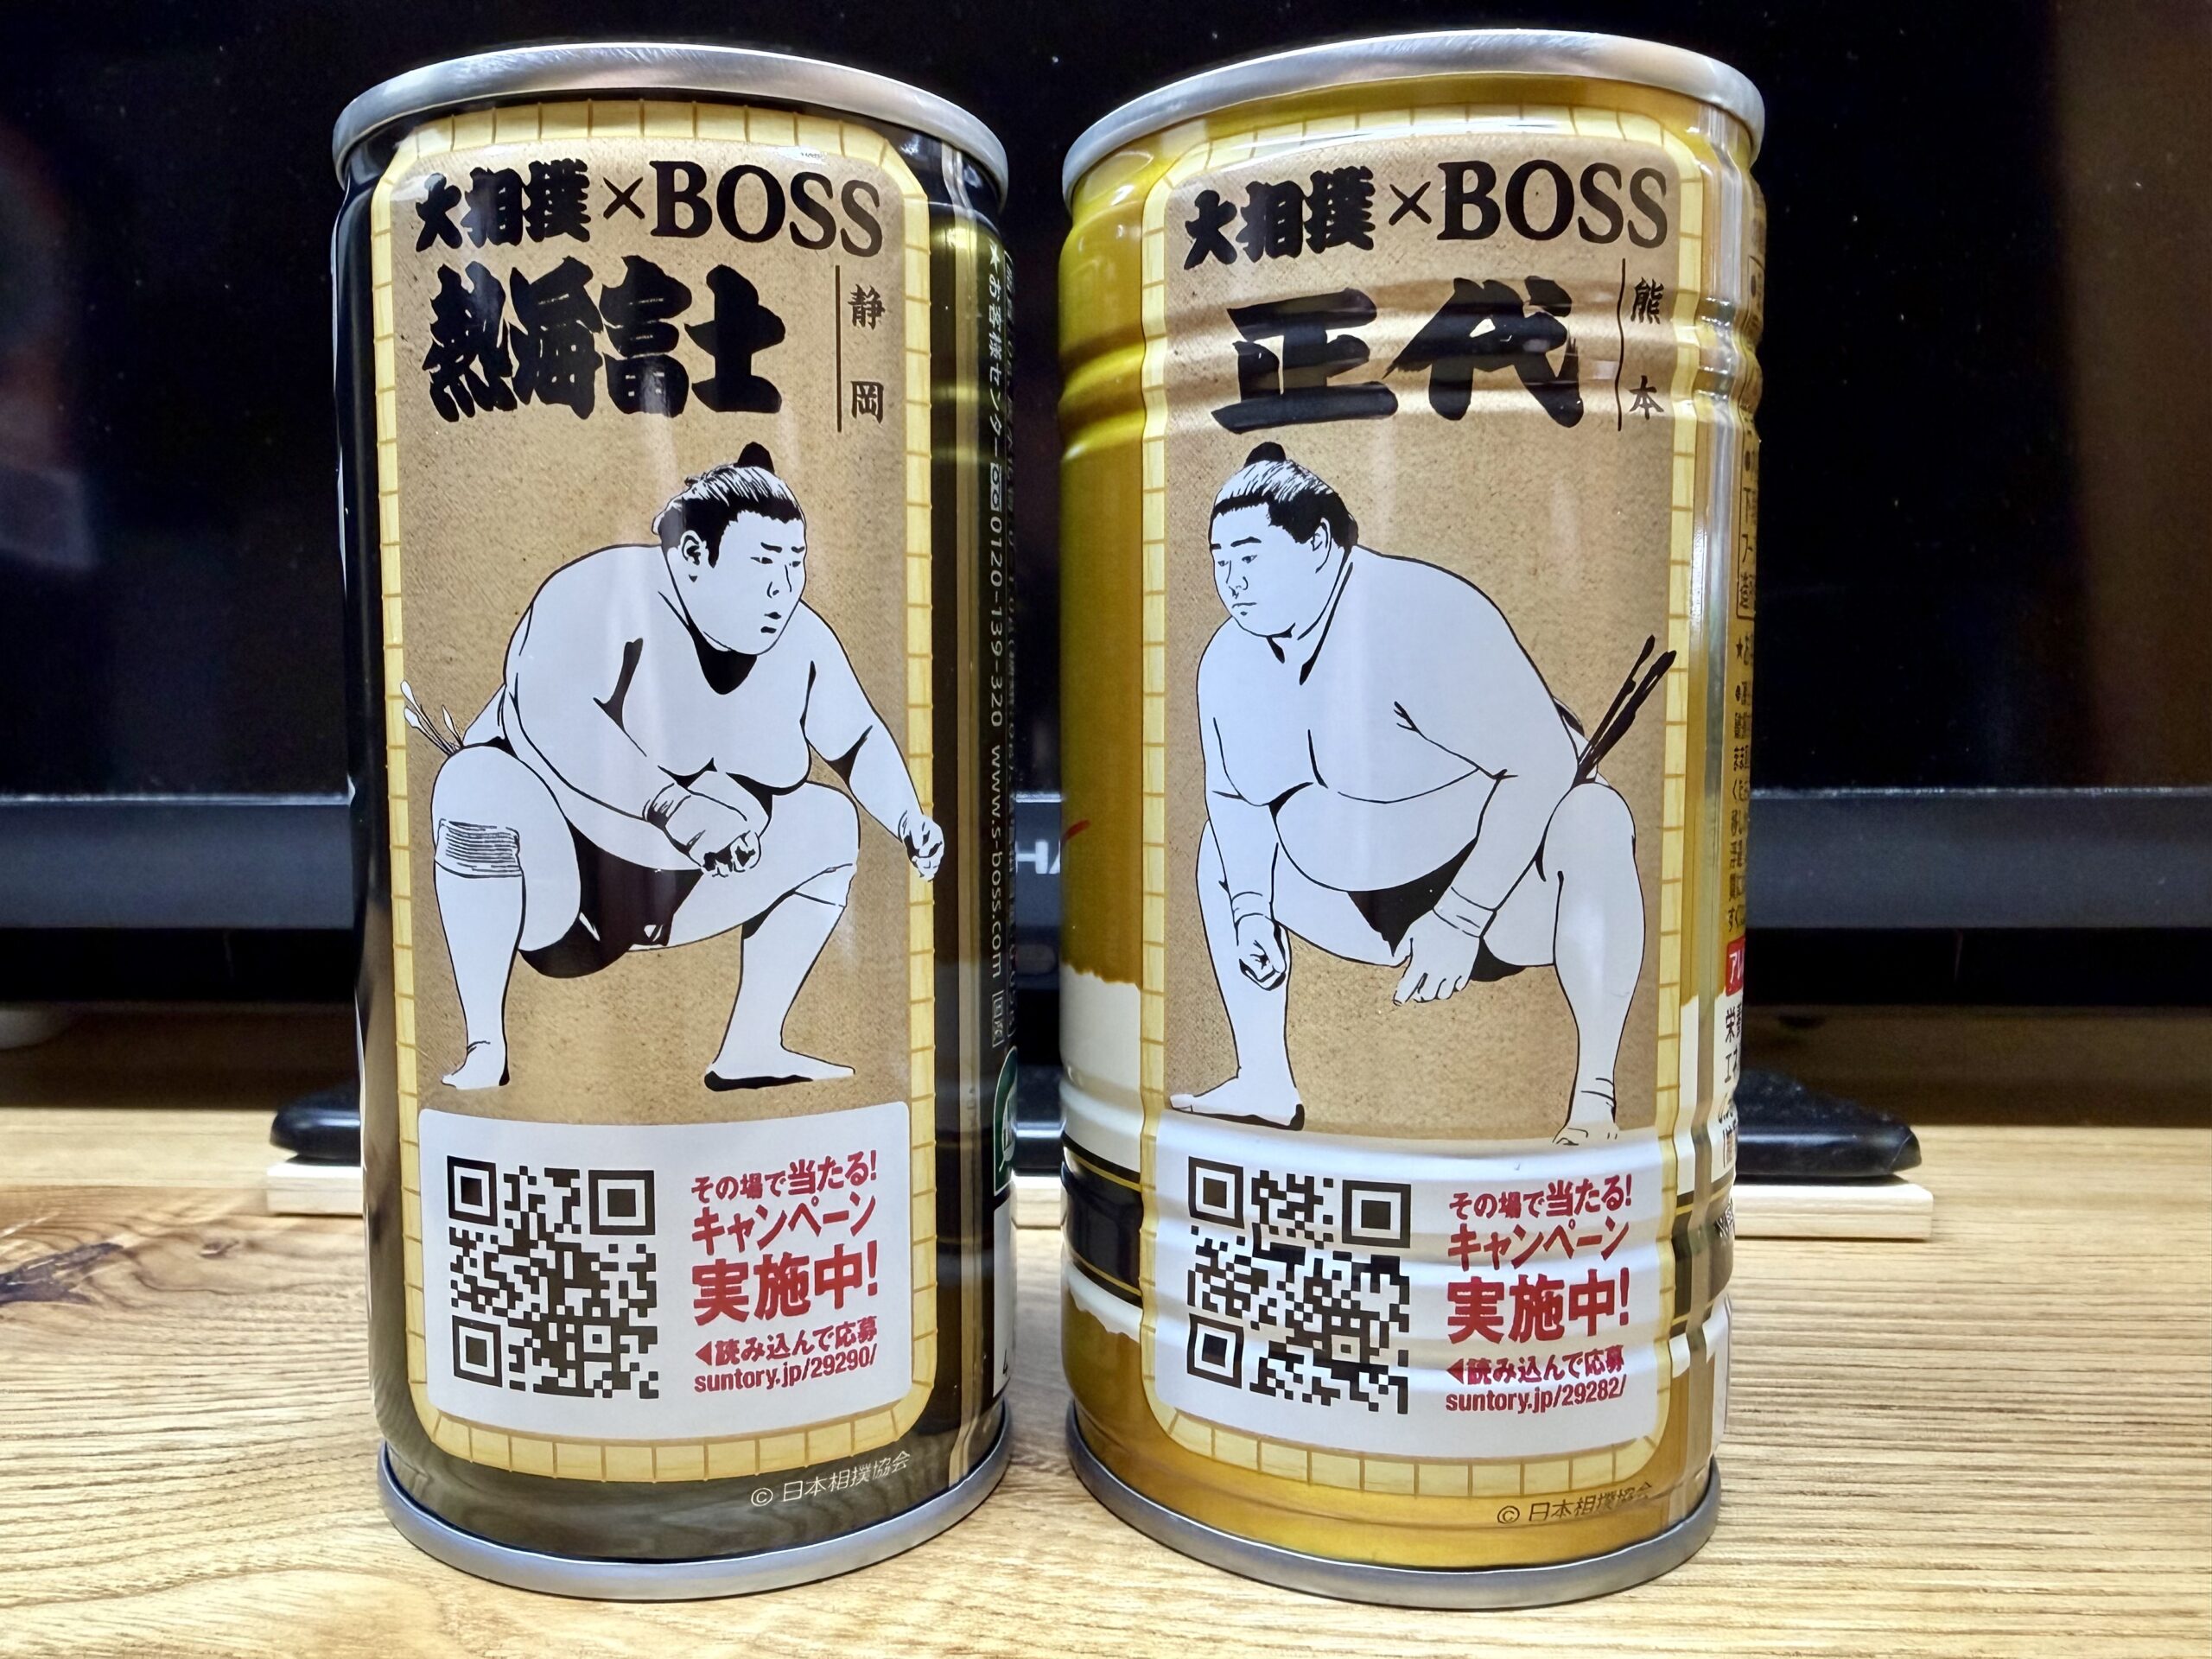 大相撲×BOSS
熱海富士
静岡
その場で当たる!
キャンペーン
実施中!
◀読み込んで応募
suntory.jp/29290/
© 日本相撲協会
★お客様センター 0120-139-320 www.s-boss.com
大相撲×BOSS
正代
熊本
その場で当たる!
キャンペーン
実施中!
◀読み込んで応募
suntory.jp/29282/
© 日本相撲協会